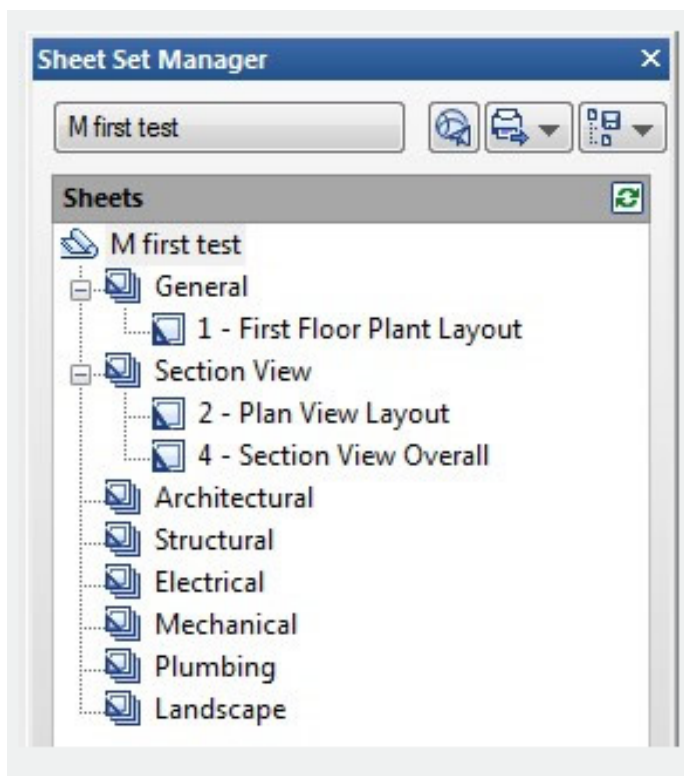 Sheet Set Manager
M first test
Sheets
M first test
General
1 - First Floor Plant Layout
Section View
2 - Plan View Layout
4 - Section View Overall
Architectural
Structural
Electrical
Mechanical
Plumbing
Landscape